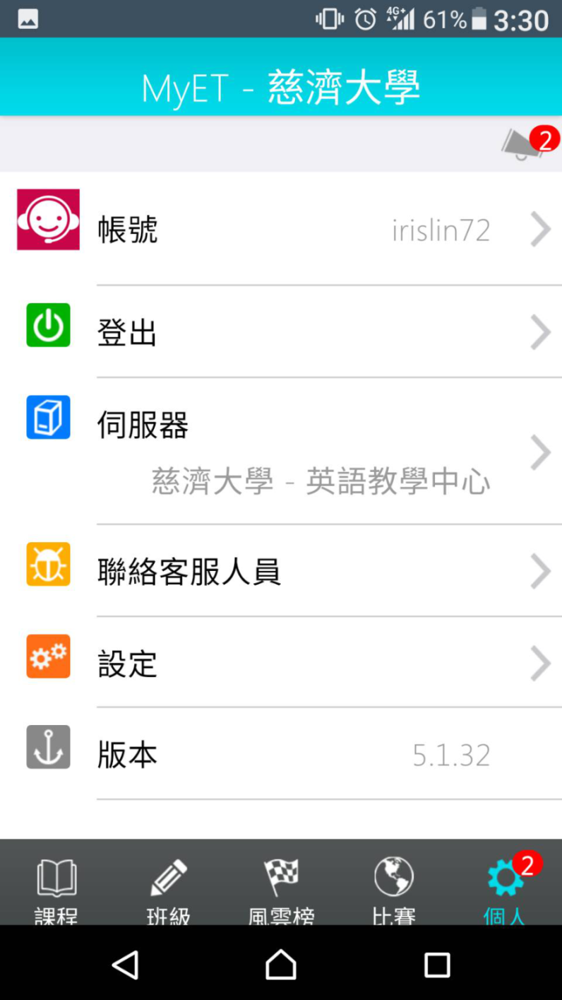 4G+ 61% 3:30
MyET - 慈濟大學
2
帳號 irislin72
登出
伺服器
慈濟大學 - 英語教學中心
聯絡客服人員
設定
版本 5.1.32
2
課程 班級 風雲榜 比賽 個人